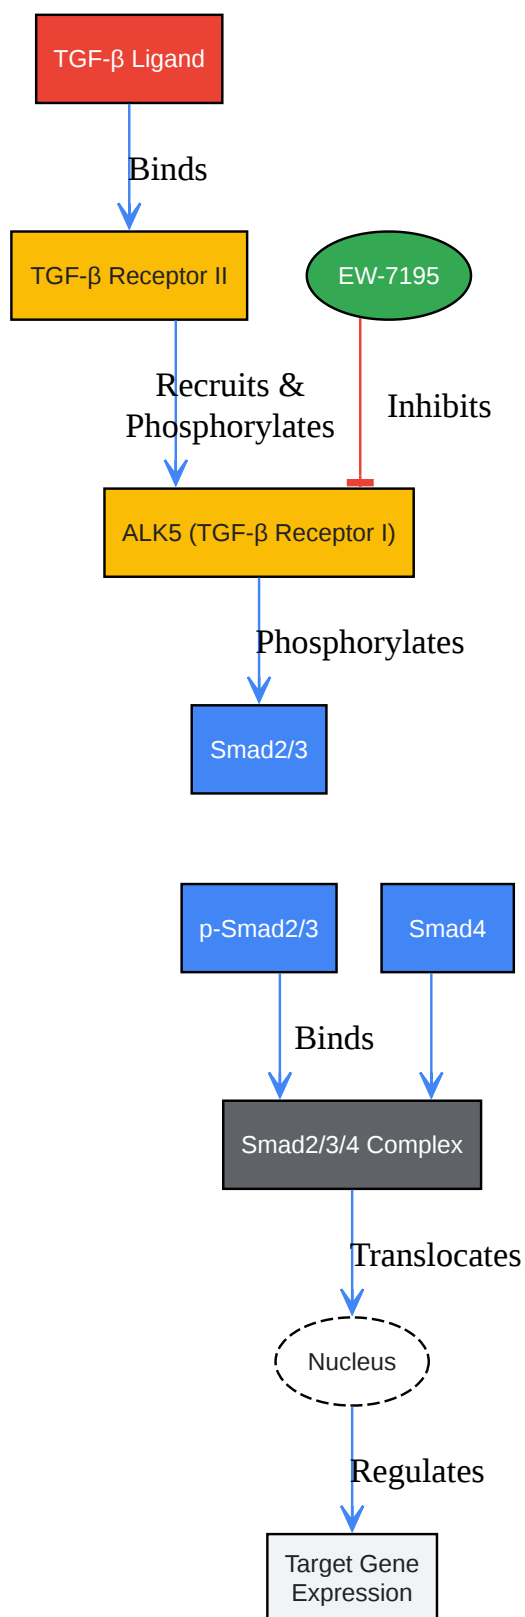 TGF-β Ligand
Binds
TGF-β Receptor II
EW-7195
Recruits &
Phosphorylates
Inhibits
ALK5 (TGF-β Receptor I)
Phosphorylates
Smad2/3
p-Smad2/3
Smad4
Binds
Smad2/3/4 Complex
Translocates
Nucleus
Regulates
Target Gene
Expression